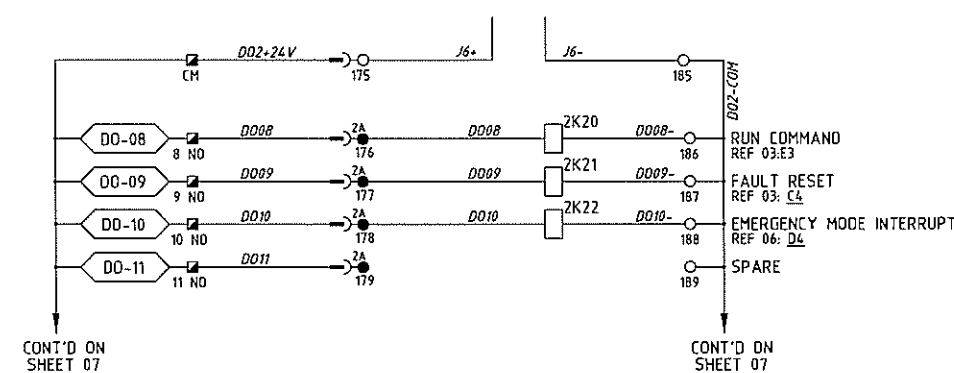 DO2+24V J6+ J6-
CM 175 185
DO2-COM
DO-08 8 NO DO08 2A 176 DO08 2K20 DO08- 186 RUN COMMAND
REF 03:E3
DO-09 9 NO DO09 2A 177 DO09 2K21 DO09- 187 FAULT RESET
REF 03: C4
DO-10 10 NO DO10 2A 178 DO10 2K22 DO10- 188 EMERGENCY MODE INTERRUPT
REF 06: D4
DO-11 11 NO DO11 2A 179 189 SPARE
CONT'D ON
SHEET 07
CONT'D ON
SHEET 07